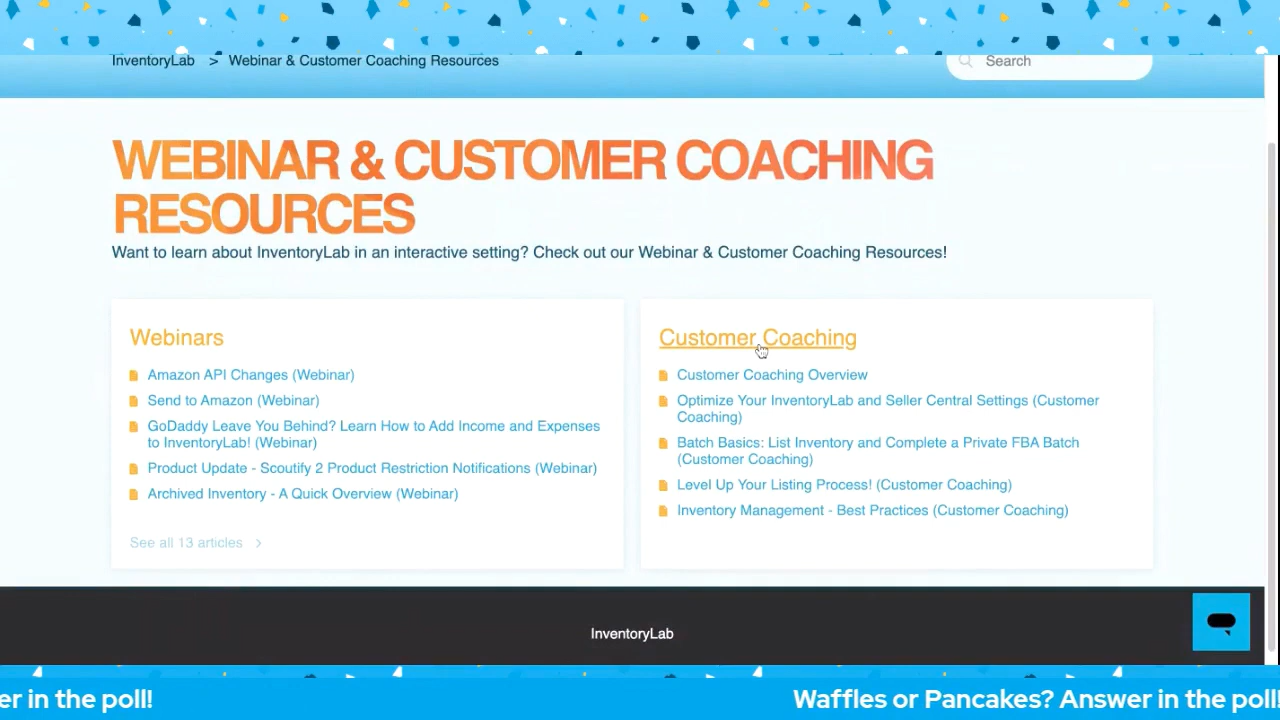 InventoryLab > Webinar & Customer Coaching Resources
Search
WEBINAR & CUSTOMER COACHING
RESOURCES
Want to learn about InventoryLab in an interactive setting? Check out our Webinar & Customer Coaching Resources!
Webinars
Amazon API Changes (Webinar)
Send to Amazon (Webinar)
GoDaddy Leave You Behind? Learn How to Add Income and Expenses
to InventoryLab! (Webinar)
Product Update - Scoutify 2 Product Restriction Notifications (Webinar)
Archived Inventory - A Quick Overview (Webinar)
See all 13 articles >
Customer Coaching
Customer Coaching Overview
Optimize Your InventoryLab and Seller Central Settings (Customer
Coaching)
Batch Basics: List Inventory and Complete a Private FBA Batch
(Customer Coaching)
Level Up Your Listing Process! (Customer Coaching)
Inventory Management - Best Practices (Customer Coaching)
InventoryLab
er in the poll!
Waffles or Pancakes? Answer in the poll!